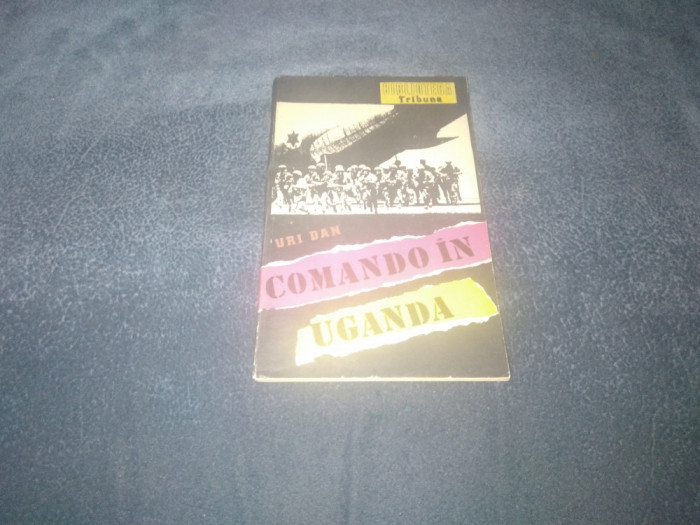 BIBLIOTECA
Tribuna
URI DAN
COMANDO ÎN
UGANDA